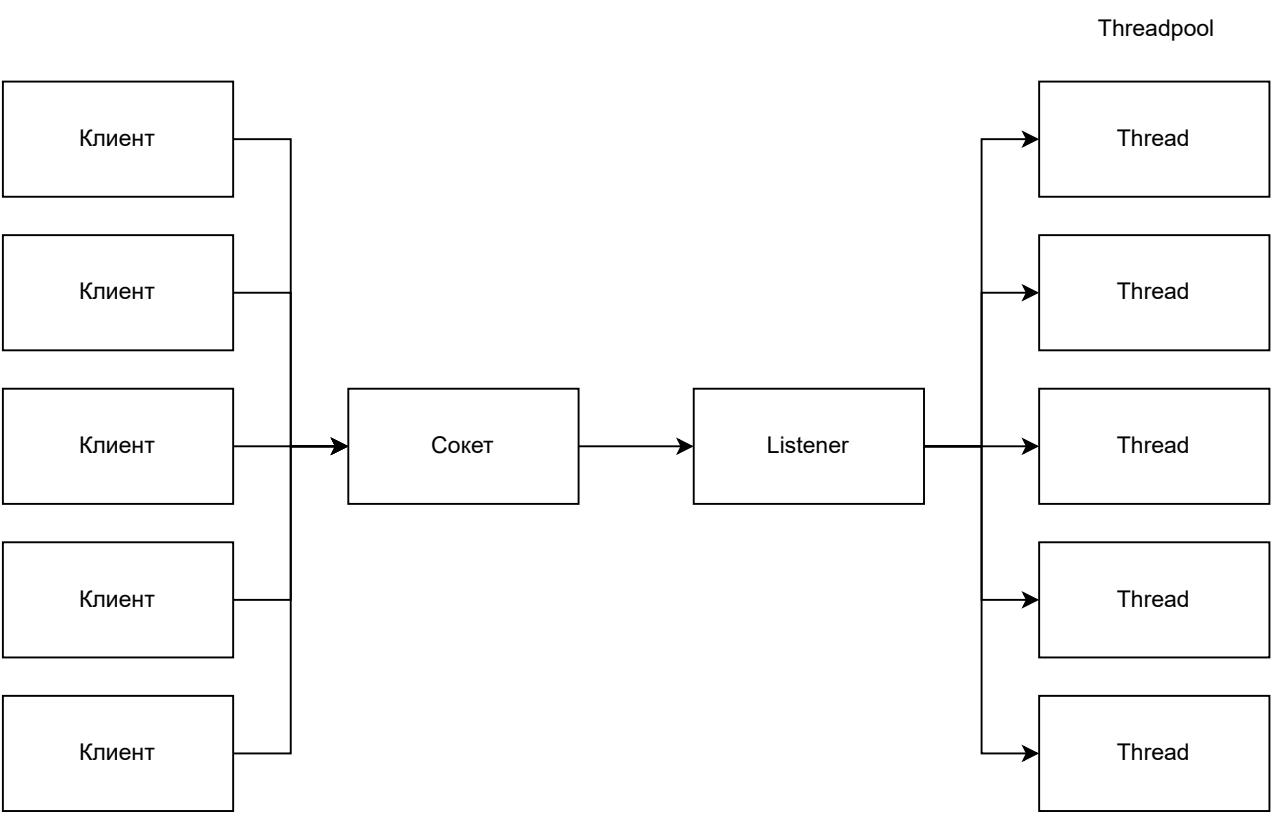 Threadpool
Клиент
Thread
Клиент
Thread
Клиент
Сокет
Listener
Thread
Клиент
Thread
Клиент
Thread